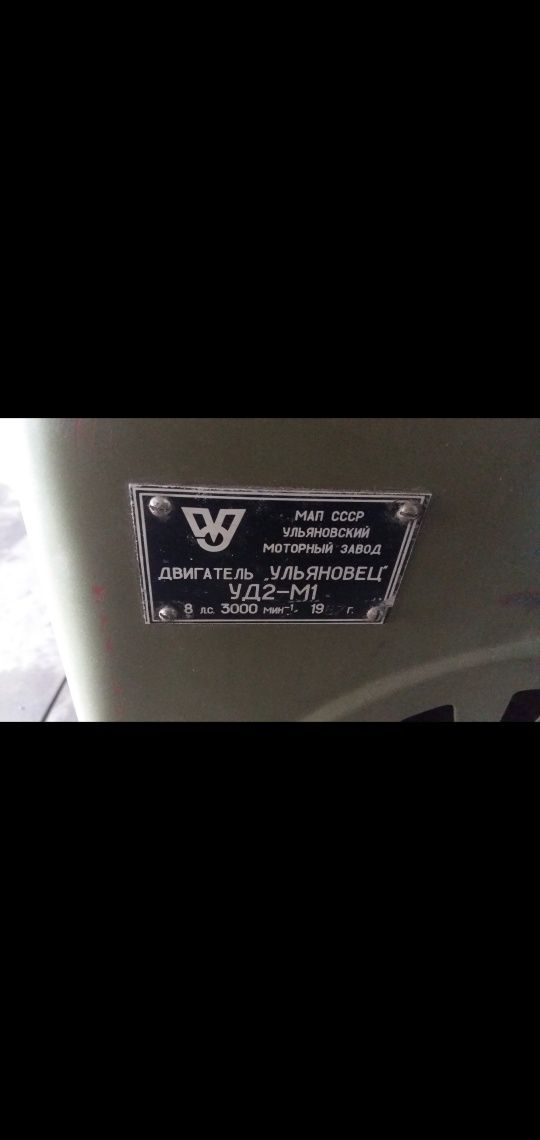 МАП СССР
УЛЬЯНОВСКИЙ
МОТОРНЫЙ ЗАВОД
ДВИГАТЕЛЬ „УЛЬЯНОВЕЦ"
УД2-М1
8 л.с. 3000 мин⁻¹, 19 г.